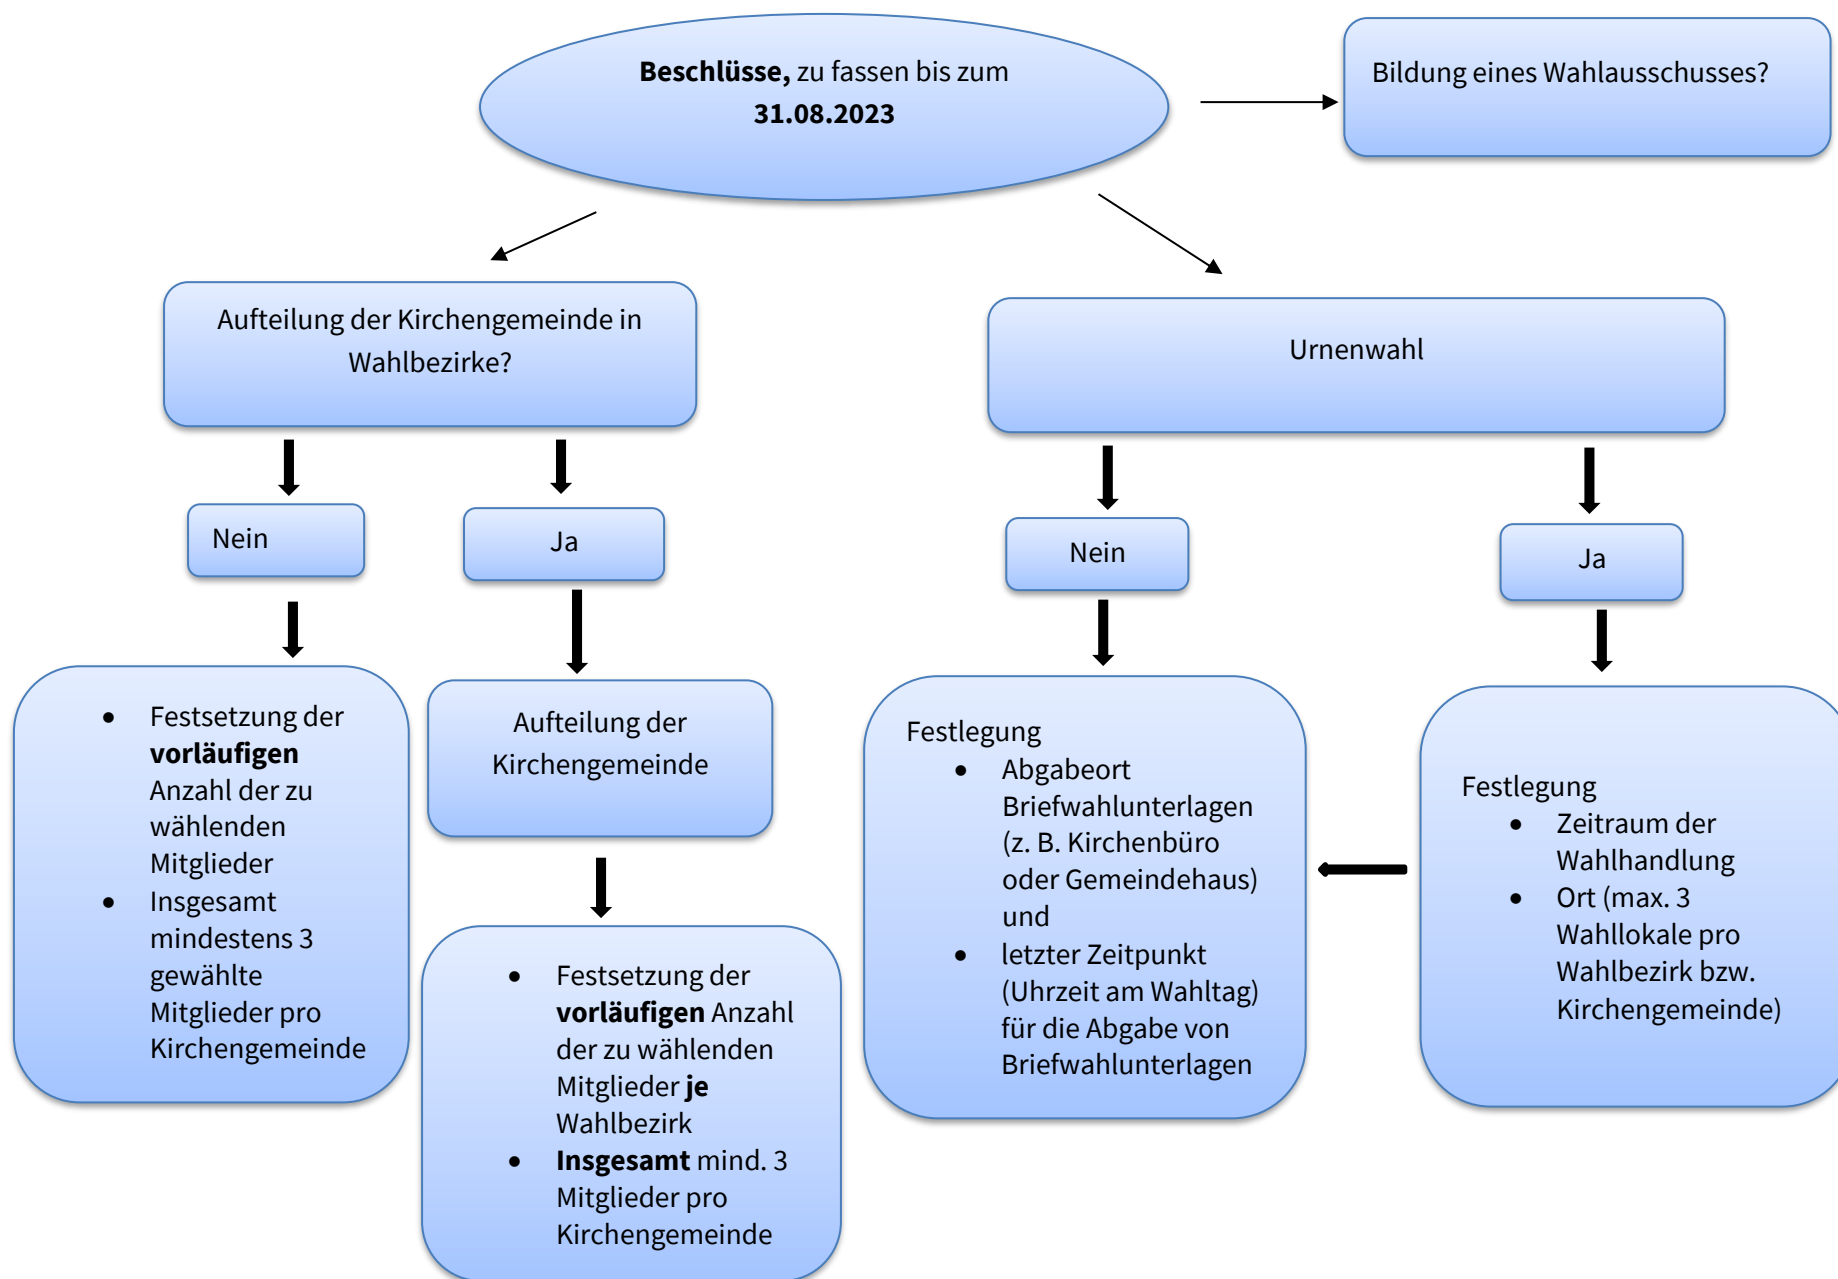 Beschlüsse, zu fassen bis zum
31.08.2023
Bildung eines Wahlausschusses?
Aufteilung der Kirchengemeinde in
Wahlbezirke?
Urnenwahl
Nein
Ja
Nein
Ja
• Festsetzung der
vorläufigen
Anzahl der zu
wählenden
Mitglieder
• Insgesamt
mindestens 3
gewählte
Mitglieder pro
Kirchengemeinde
Aufteilung der
Kirchengemeinde
• Festsetzung der
vorläufigen Anzahl
der zu wählenden
Mitglieder je
Wahlbezirk
• Insgesamt mind. 3
Mitglieder pro
Kirchengemeinde
Festlegung
• Abgabeort
Briefwahlunterlagen
(z. B. Kirchenbüro
oder Gemeindehaus)
und
• letzter Zeitpunkt
(Uhrzeit am Wahltag)
für die Abgabe von
Briefwahlunterlagen
Festlegung
• Zeitraum der
Wahlhandlung
• Ort (max. 3
Wahllokale pro
Wahlbezirk bzw.
Kirchengemeinde)